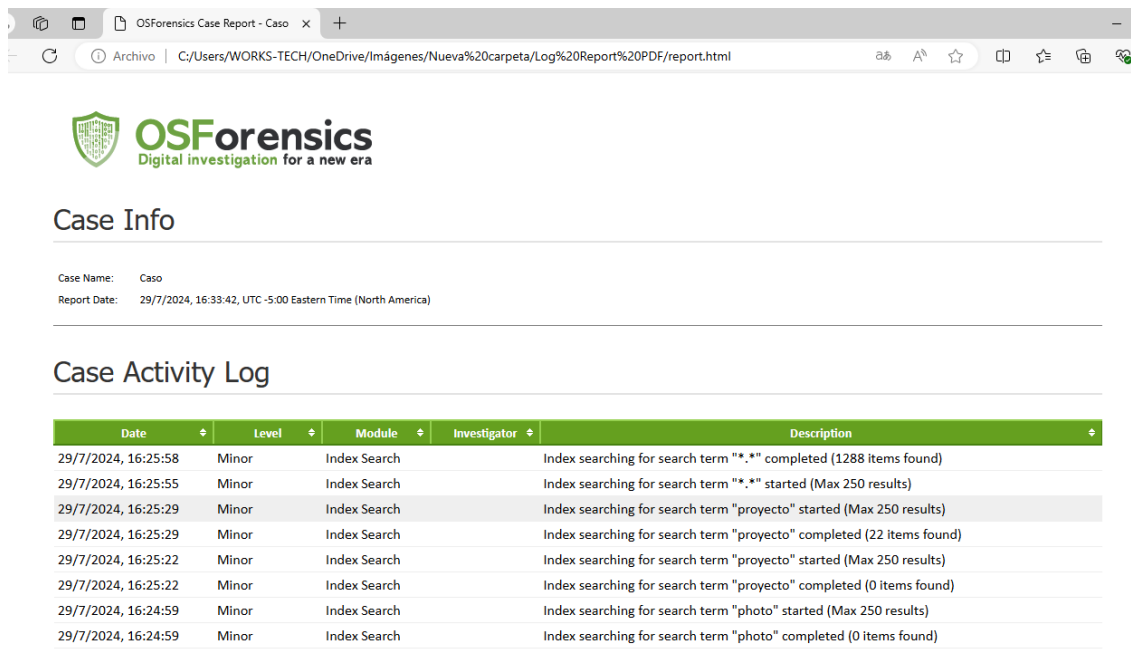 OSForensics Case Report - Caso
Archivo C:/Users/WORKS-TECH/OneDrive/Imágenes/Nueva%20carpeta/Log%20Report%20PDF/report.html
OSForensics
Digital investigation for a new era
Case Info
Case Name: Caso
Report Date: 29/7/2024, 16:33:42, UTC -5:00 Eastern Time (North America)
Case Activity Log
Date Level Module Investigator Description
29/7/2024, 16:25:58 Minor Index Search Index searching for search term "*.*" completed (1288 items found)
29/7/2024, 16:25:55 Minor Index Search Index searching for search term "*.*" started (Max 250 results)
29/7/2024, 16:25:29 Minor Index Search Index searching for search term "proyecto" started (Max 250 results)
29/7/2024, 16:25:29 Minor Index Search Index searching for search term "proyecto" completed (22 items found)
29/7/2024, 16:25:22 Minor Index Search Index searching for search term "proyecto" started (Max 250 results)
29/7/2024, 16:25:22 Minor Index Search Index searching for search term "proyecto" completed (0 items found)
29/7/2024, 16:24:59 Minor Index Search Index searching for search term "photo" started (Max 250 results)
29/7/2024, 16:24:59 Minor Index Search Index searching for search term "photo" completed (0 items found)